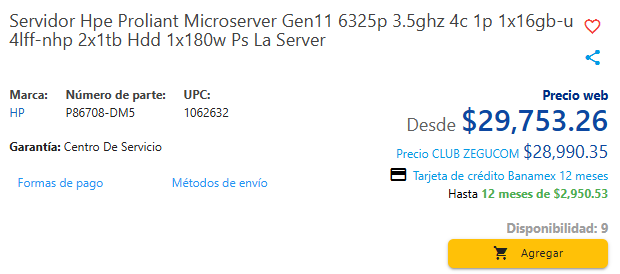 Servidor Hpe Proliant Microserver Gen11 6325p 3.5ghz 4c 1p 1x16gb-u
4lff-nhp 2x1tb Hdd 1x180w Ps La Server
Marca: Número de parte: UPC:
HP P86708-DM5 1062632
Garantía: Centro De Servicio
Formas de pago Métodos de envío
Precio web
Desde $29,753.26
Precio CLUB ZEGUCOM $28,990.35
Tarjeta de crédito Banamex 12 meses
Hasta 12 meses de $2,950.53
Disponibilidad: 9
Agregar